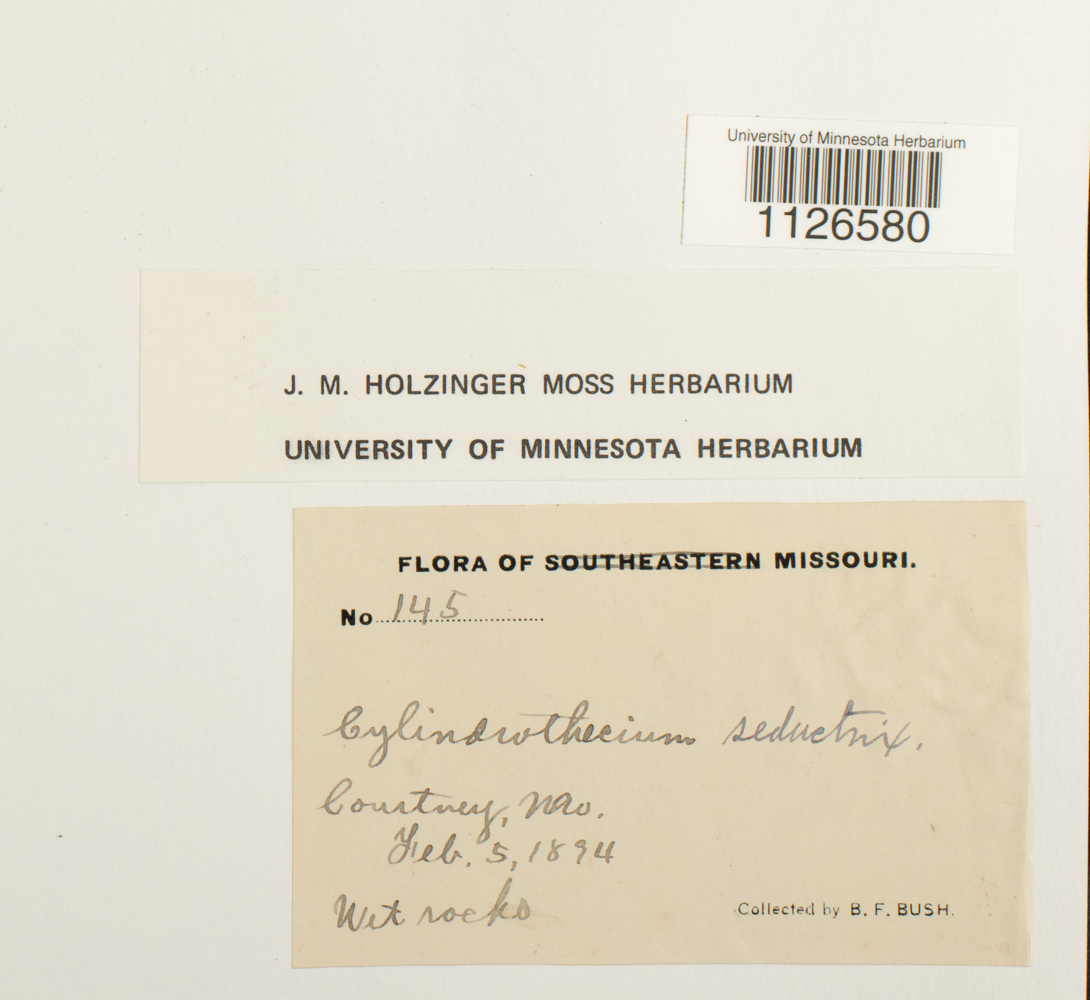 University of Minnesota Herbarium
1126580
J. M. HOLZINGER MOSS HERBARIUM
UNIVERSITY OF MINNESOTA HERBARIUM
FLORA OF SOUTHEASTERN MISSOURI.
No 145
Cylindrothecium seductrix.
Courtney, Mo.
Feb. 5, 1894
Wet rocks
Collected by B. F. BUSH.